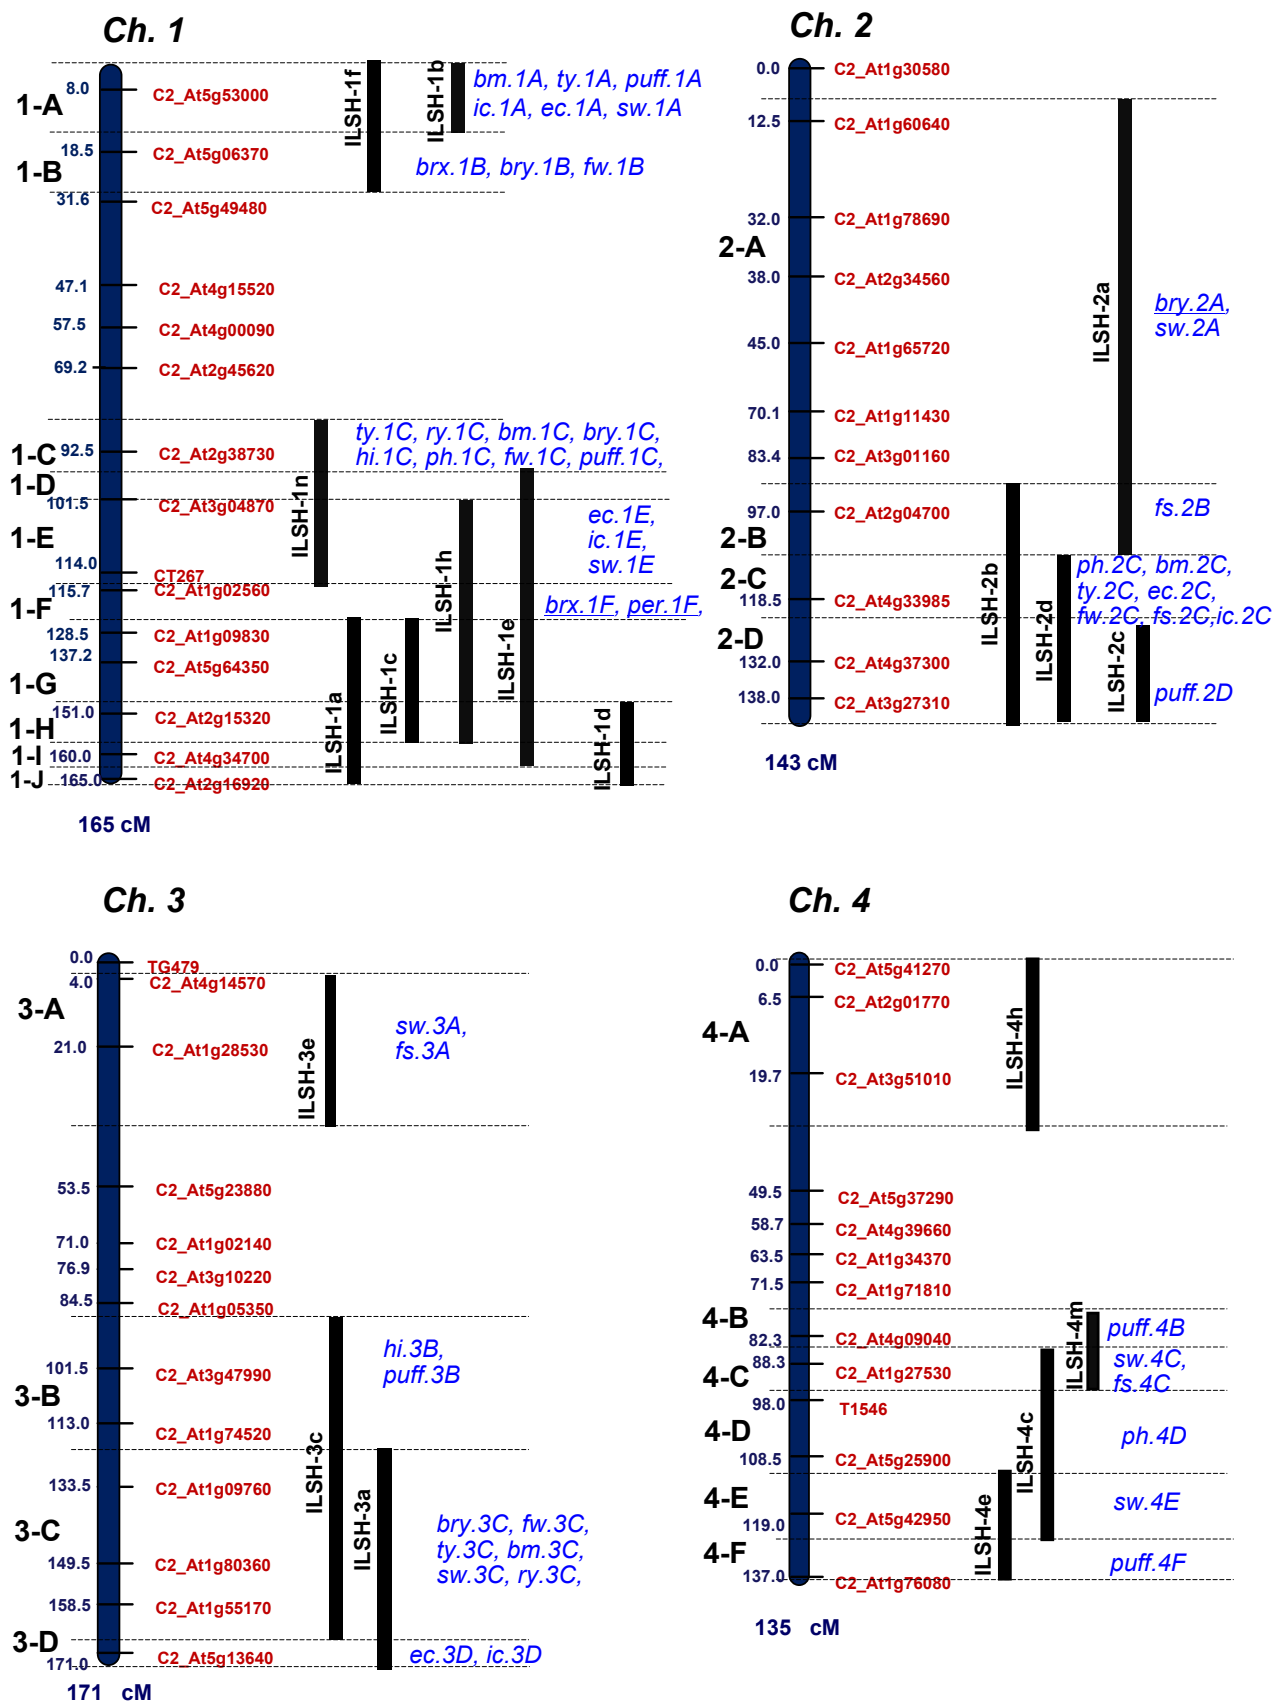 Ch. 1
1-A
1-B
1-C
1-D
1-E
1-F
1-G
1-H
1-I
1-J
8.0
18.5
31.6
47.1
57.5
69.2
92.5
101.5
114.0
115.7
128.5
137.2
151.0
160.0
165.0
C2_At5g53000
C2_At5g06370
C2_At5g49480
C2_At4g15520
C2_At4g00090
C2_At2g45620
C2_At2g38730
C2_At3g04870
CT267
C2_At1g02560
C2_At1g09830
C2_At5g64350
C2_At2g15320
C2_At4g34700
C2_At2g16920
ILSH-1f
ILSH-1b
ILSH-1n
ILSH-1h
ILSH-1e
ILSH-1a
ILSH-1c
ILSH-1d
bm.1A, ty.1A, puff.1A
ic.1A, ec.1A, sw.1A
brx.1B, bry.1B, fw.1B
ty.1C, ry.1C, bm.1C, bry.1C,
hi.1C, ph.1C, fw.1C, puff.1C,
ec.1E,
ic.1E,
sw.1E
brx.1F, per.1F,
165 cM
Ch. 2
2-A
2-B
2-C
2-D
0.0
12.5
32.0
38.0
45.0
70.1
83.4
97.0
118.5
132.0
138.0
C2_At1g30580
C2_At1g60640
C2_At1g78690
C2_At2g34560
C2_At1g65720
C2_At1g11430
C2_At3g01160
C2_At2g04700
C2_At4g33985
C2_At4g37300
C2_At3g27310
ILSH-2a
ILSH-2b
ILSH-2d
ILSH-2c
bry.2A,
sw.2A
fs.2B
ph.2C, bm.2C,
ty.2C, ec.2C,
fw.2C, fs.2C,ic.2C
puff.2D
143 cM
Ch. 3
3-A
3-B
3-C
3-D
0.0
4.0
21.0
53.5
71.0
76.9
84.5
101.5
113.0
133.5
149.5
158.5
171.0
TG479
C2_At4g14570
C2_At1g28530
C2_At5g23880
C2_At1g02140
C2_At3g10220
C2_At1g05350
C2_At3g47990
C2_At1g74520
C2_At1g09760
C2_At1g80360
C2_At1g55170
C2_At5g13640
ILSH-3e
ILSH-3c
ILSH-3a
sw.3A,
fs.3A
hi.3B,
puff.3B
bry.3C, fw.3C,
ty.3C, bm.3C,
sw.3C, ry.3C,
ec.3D, ic.3D
171 cM
Ch. 4
4-A
4-B
4-C
4-D
4-E
4-F
0.0
6.5
19.7
49.5
58.7
63.5
71.5
82.3
88.3
98.0
108.5
119.0
137.0
C2_At5g41270
C2_At2g01770
C2_At3g51010
C2_At5g37290
C2_At4g39660
C2_At1g34370
C2_At1g71810
C2_At4g09040
C2_At1g27530
T1546
C2_At5g25900
C2_At5g42950
C2_At1g76080
ILSH-4h
ILSH-4m
ILSH-4c
ILSH-4e
puff.4B
sw.4C,
fs.4C
ph.4D
sw.4E
puff.4F
135 cM